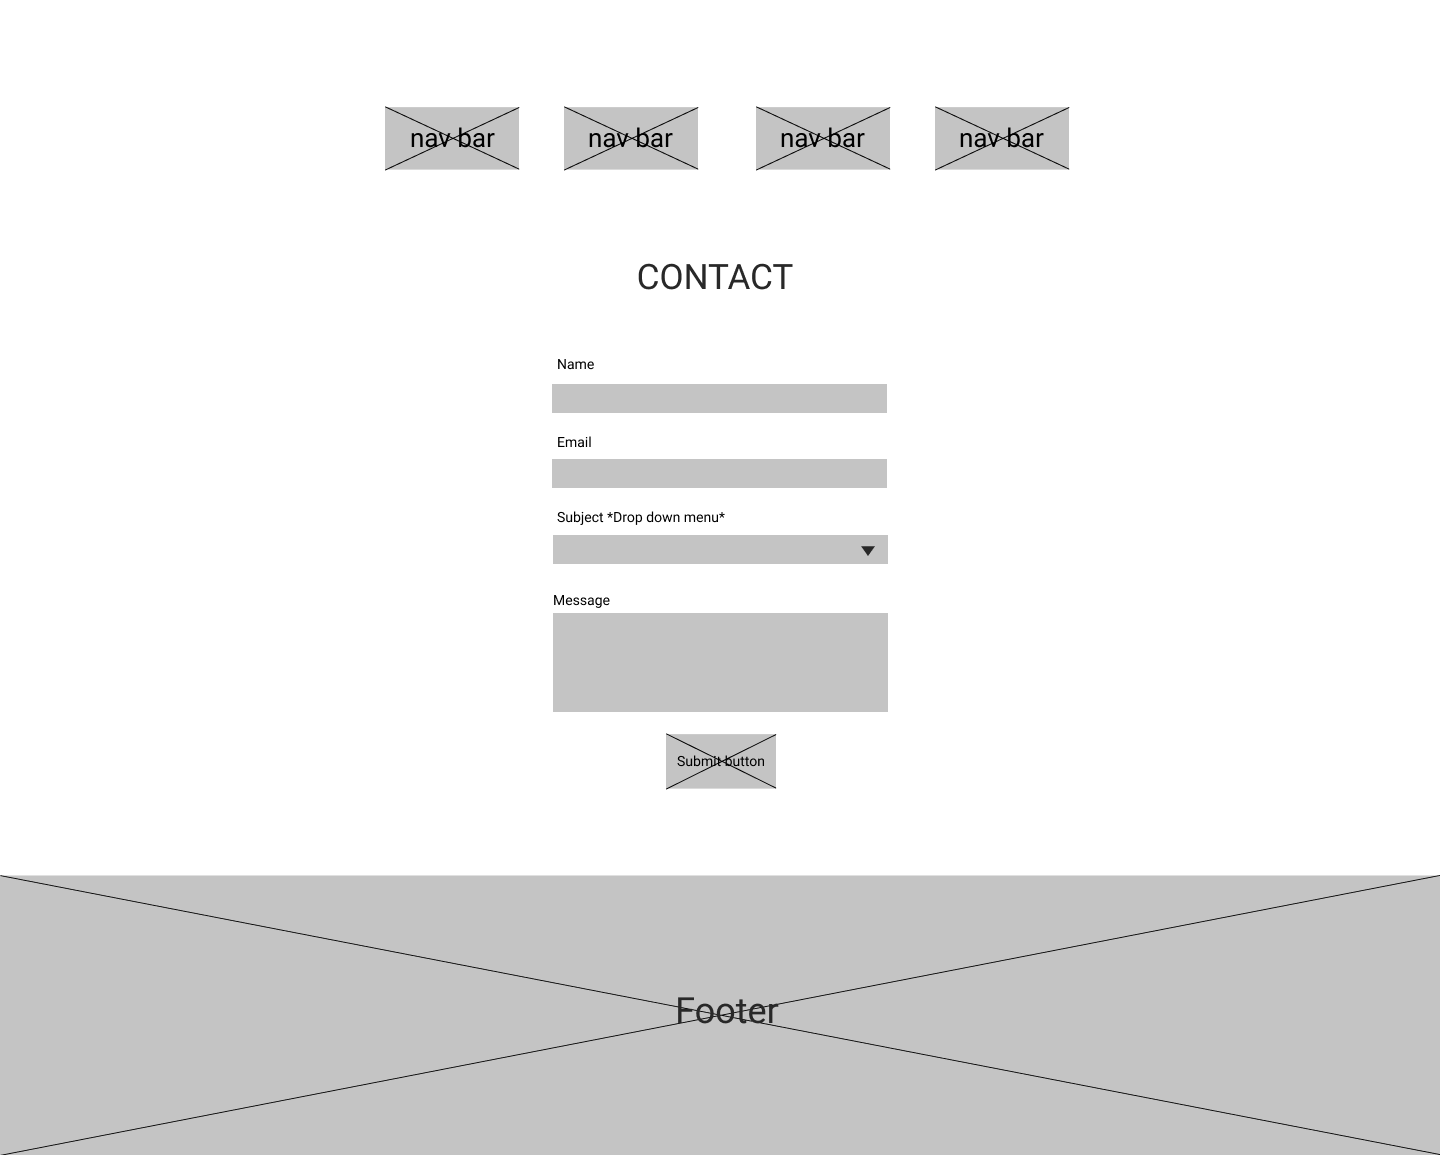 nav bar nav bar nav bar nav bar
CONTACT
Name
Email
Subject *Drop down menu*
Message
Submit button
Footer